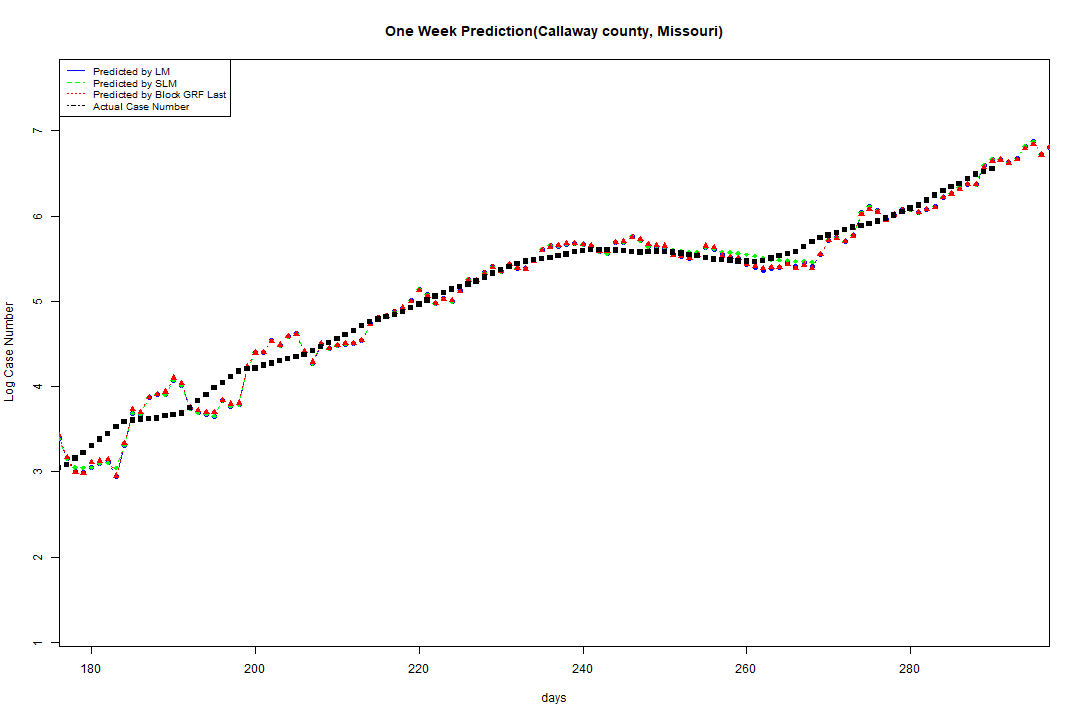 One Week Prediction(Callaway county, Missouri)
Predicted by LM
Predicted by SLM
Predicted by Block GRF Last
Actual Case Number
7
6
5
4
3
2
1
Log Case Number
180 200 220 240 260 280
days